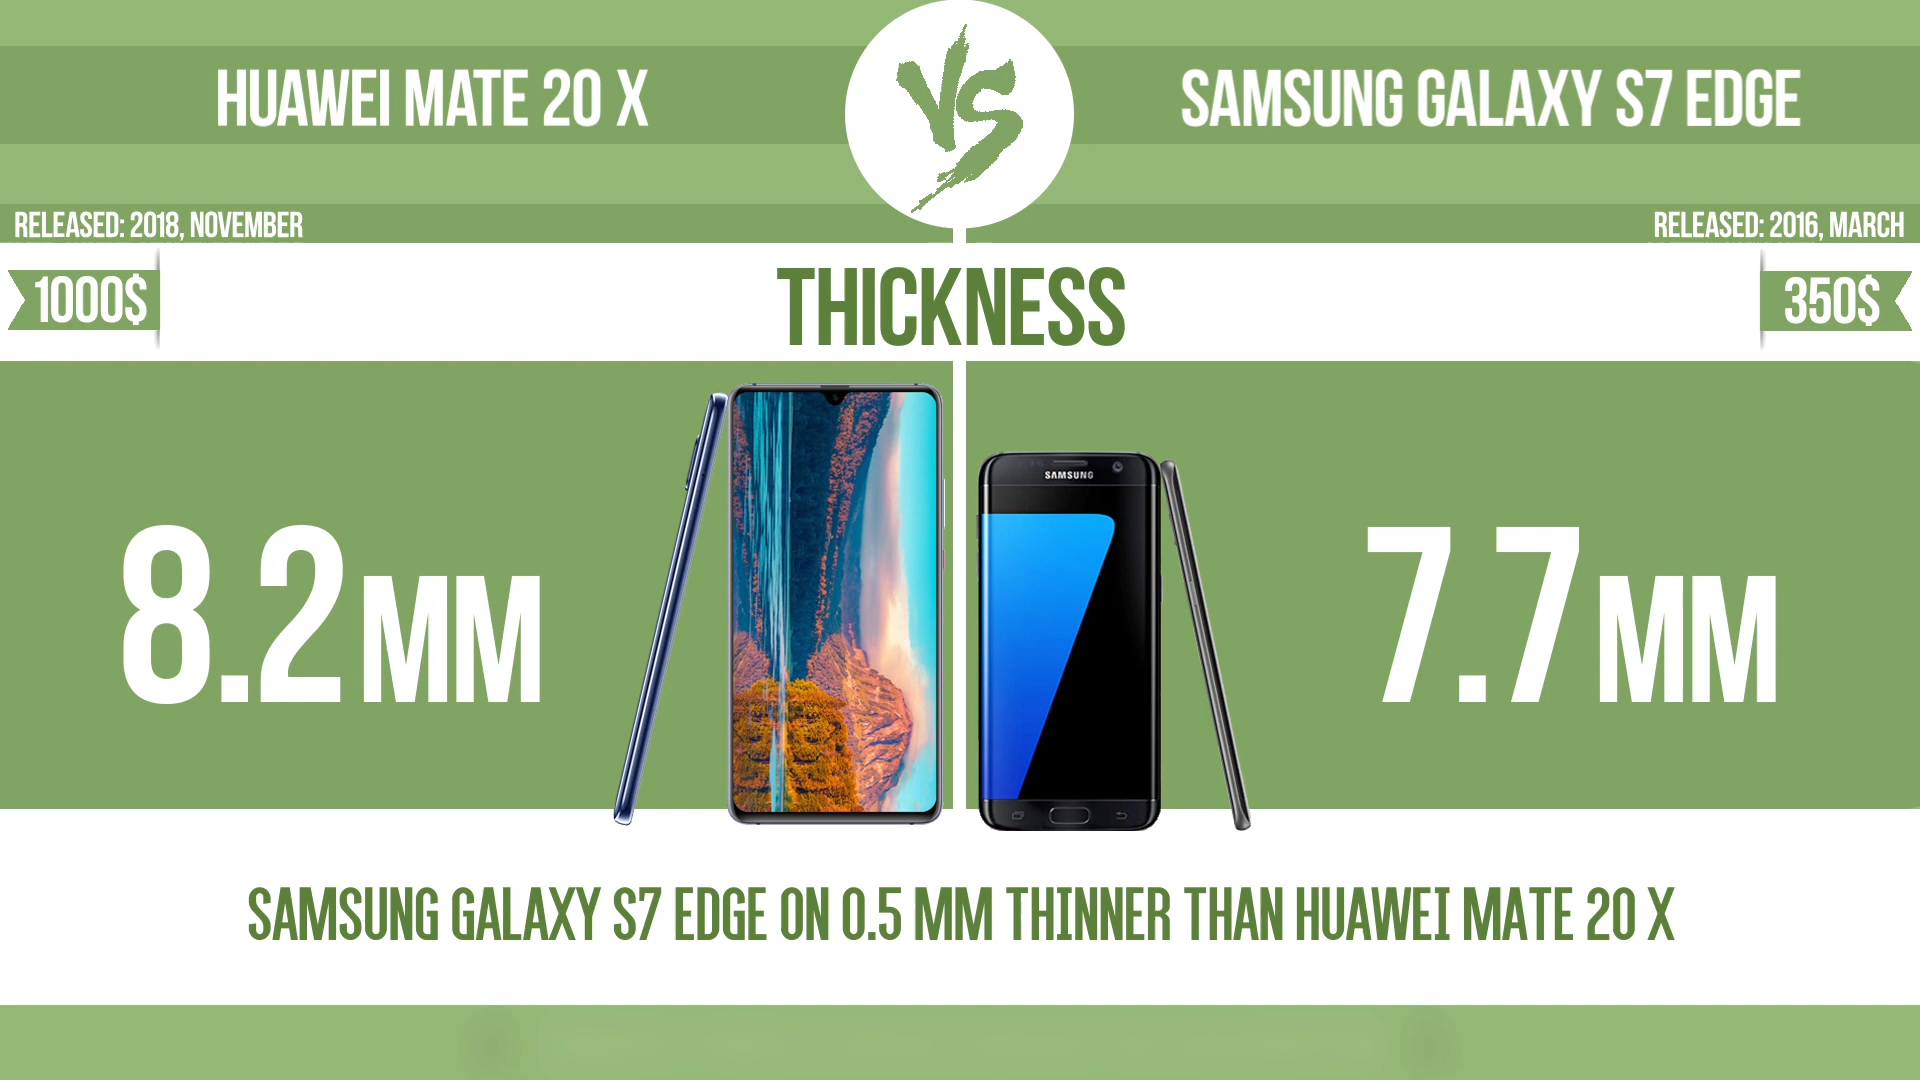 HUAWEI MATE 20 X
VS
SAMSUNG GALAXY S7 EDGE
RELEASED: 2018, NOVEMBER
RELEASED: 2016, MARCH
1000$
THICKNESS
350$
SAMSUNG
8.2MM
7.7MM
SAMSUNG GALAXY S7 EDGE ON 0.5 MM THINNER THAN HUAWEI MATE 20 X